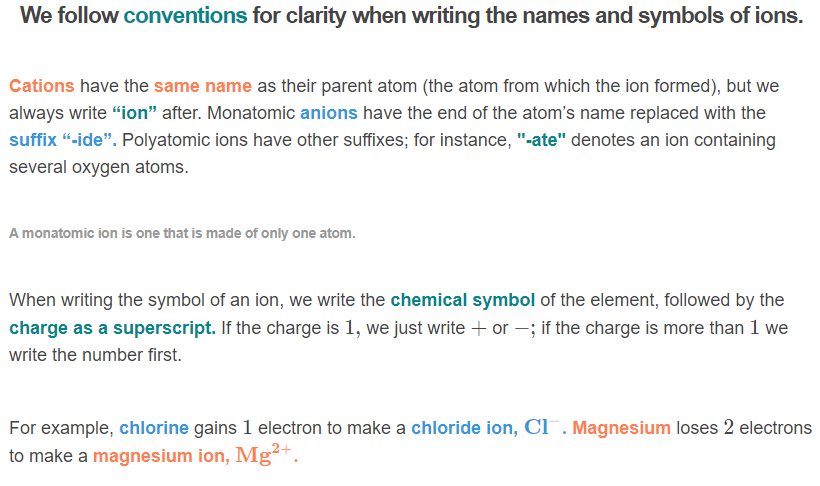 We follow conventions for clarity when writing the names and symbols of ions.
Cations have the same name as their parent atom (the atom from which the ion formed), but we
always write “ion” after. Monatomic anions have the end of the atom’s name replaced with the
suffix “-ide”. Polyatomic ions have other suffixes; for instance, "-ate" denotes an ion containing
several oxygen atoms.
A monatomic ion is one that is made of only one atom.
When writing the symbol of an ion, we write the chemical symbol of the element, followed by the
charge as a superscript. If the charge is 1, we just write + or −; if the charge is more than 1 we
write the number first.
For example, chlorine gains 1 electron to make a chloride ion, Cl⁻. Magnesium loses 2 electrons
to make a magnesium ion, Mg²⁺.